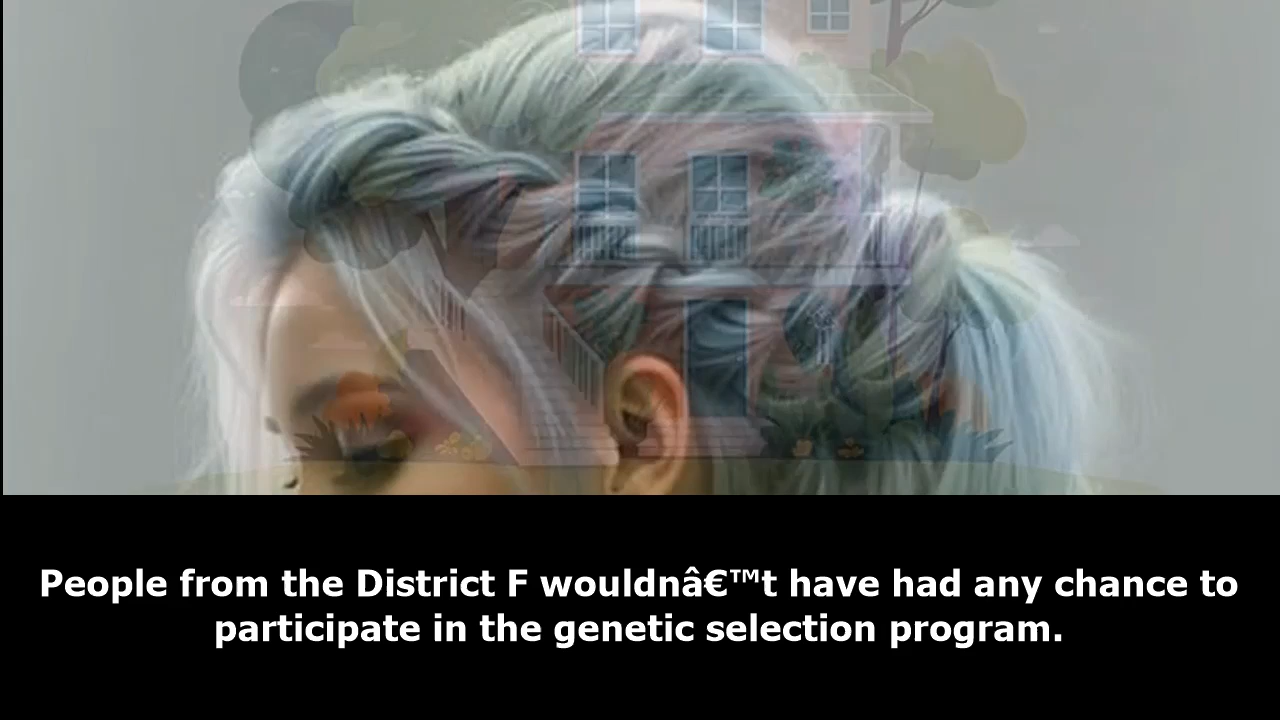 People from the District F wouldnâ€™t have had any chance to
participate in the genetic selection program.